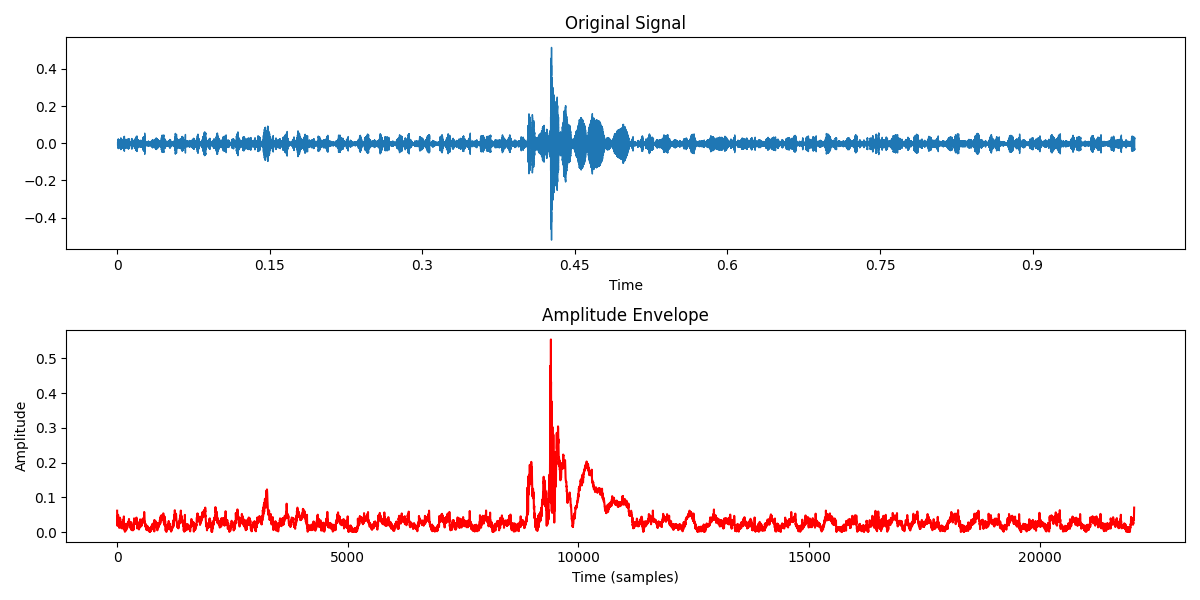 Original Signal
0.4
0.2
0.0
−0.2
−0.4
0 0.15 0.3 0.45 0.6 0.75 0.9
Time
Amplitude Envelope
Amplitude
0.5
0.4
0.3
0.2
0.1
0.0
0 5000 10000 15000 20000
Time (samples)